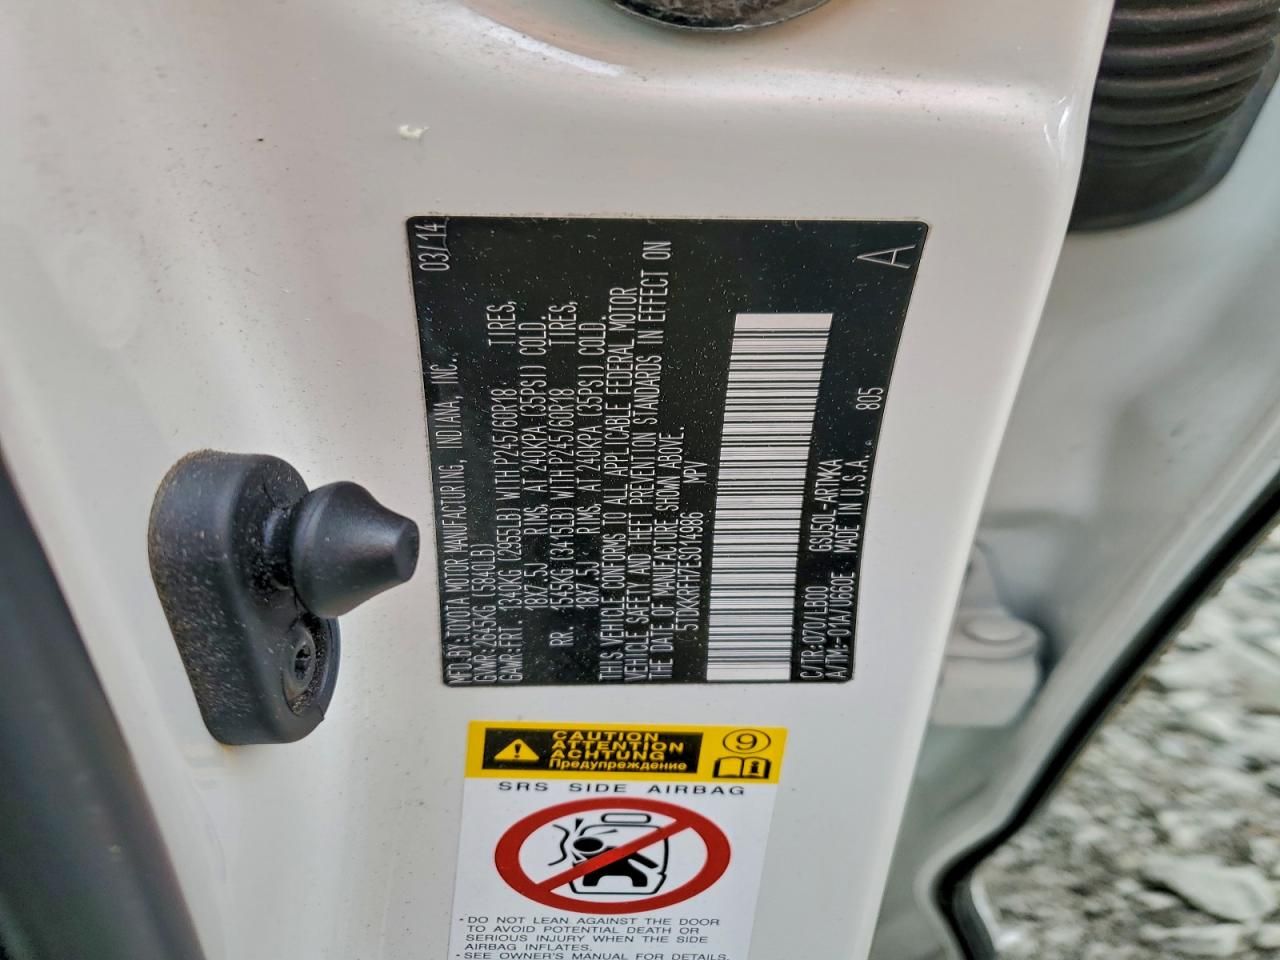 MFD.BY:TOYOTA MOTOR MANUFACTURING, INDIANA, INC. 03/14
GVWR:2645KG (5840LB)
GAWR:FRT. 1340KG (2955LB) WITH P245/60R18 TIRES,
18X7.5J RIMS, AT 240KPA (35PSI) COLD.
RR. 1545KG (3415LB) WITH P245/60R18 TIRES,
18X7.5J RIMS, AT 240KPA (35PSI) COLD.
THIS VEHICLE CONFORMS TO ALL APPLICABLE FEDERAL MOTOR
VEHICLE SAFETY AND THEFT PREVENTION STANDARDS IN EFFECT ON
THE DATE OF MANUFACTURE SHOWN ABOVE.
5TDKKRFH7ES014986 MPV
C/TR:070/LB00 GSU50L-ARTMKA 805
A/TM:-01A/U660E MADE IN U.S.A. A
CAUTION
ATTENTION
ACHTUNG
Предупреждение
9
SRS SIDE AIRBAG
· DO NOT LEAN AGAINST THE DOOR
TO AVOID POTENTIAL DEATH OR
SERIOUS INJURY WHEN THE SIDE
AIRBAG INFLATES.
· SEE OWNER'S MANUAL FOR DETAILS.